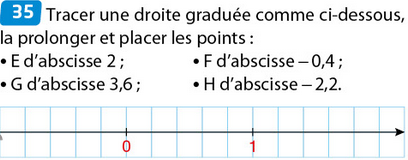 35 Tracer une droite graduée comme ci-dessous,
la prolonger et placer les points :
• E d'abscisse 2 ; • F d'abscisse – 0,4 ;
• G d'abscisse 3,6 ; • H d'abscisse – 2,2.
0 1